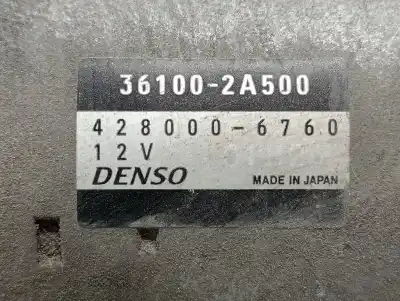 36100-2A500
428000-6760
12V
DENSO MADE IN JAPAN